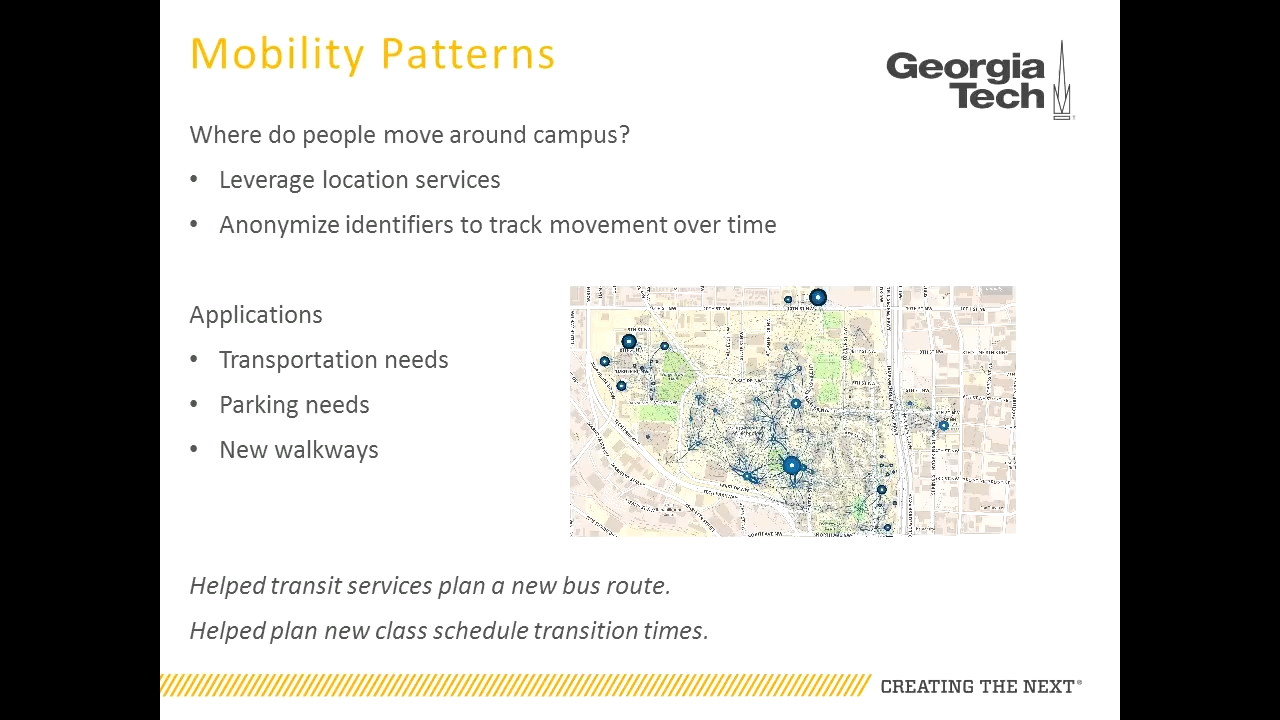 Mobility Patterns
Georgia
Tech
Where do people move around campus?
• Leverage location services
• Anonymize identifiers to track movement over time
Applications
• Transportation needs
• Parking needs
• New walkways
Helped transit services plan a new bus route.
Helped plan new class schedule transition times.
CREATING THE NEXT®